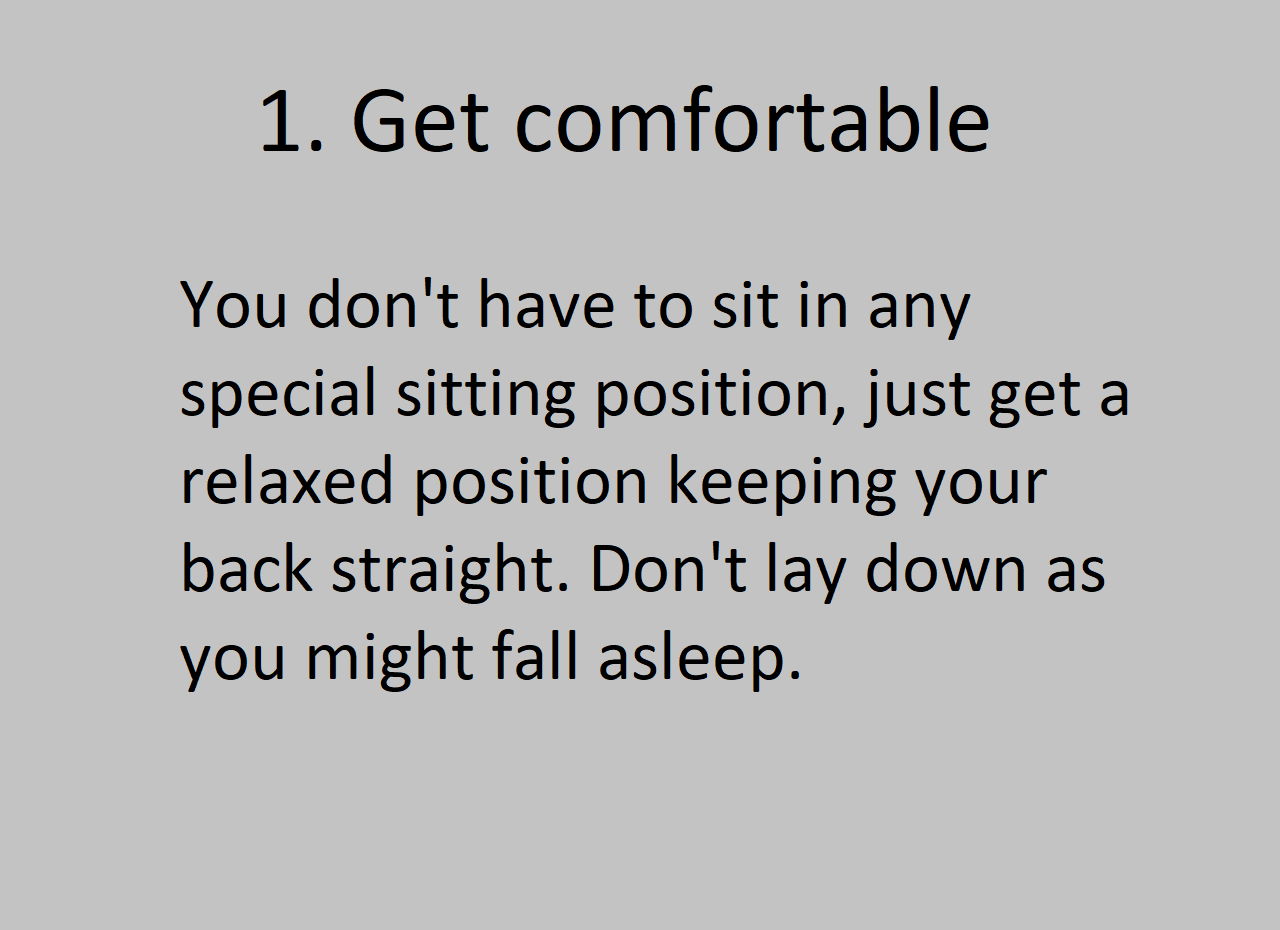 1. Get comfortable
You don't have to sit in any
special sitting position, just get a
relaxed position keeping your
back straight. Don't lay down as
you might fall asleep.